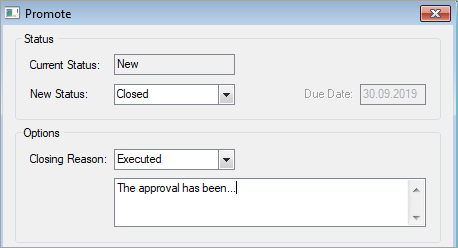 Promote
Status
Current Status: New
New Status: Closed Due Date: 30.09.2019
Options
Closing Reason: Executed
The approval has been...